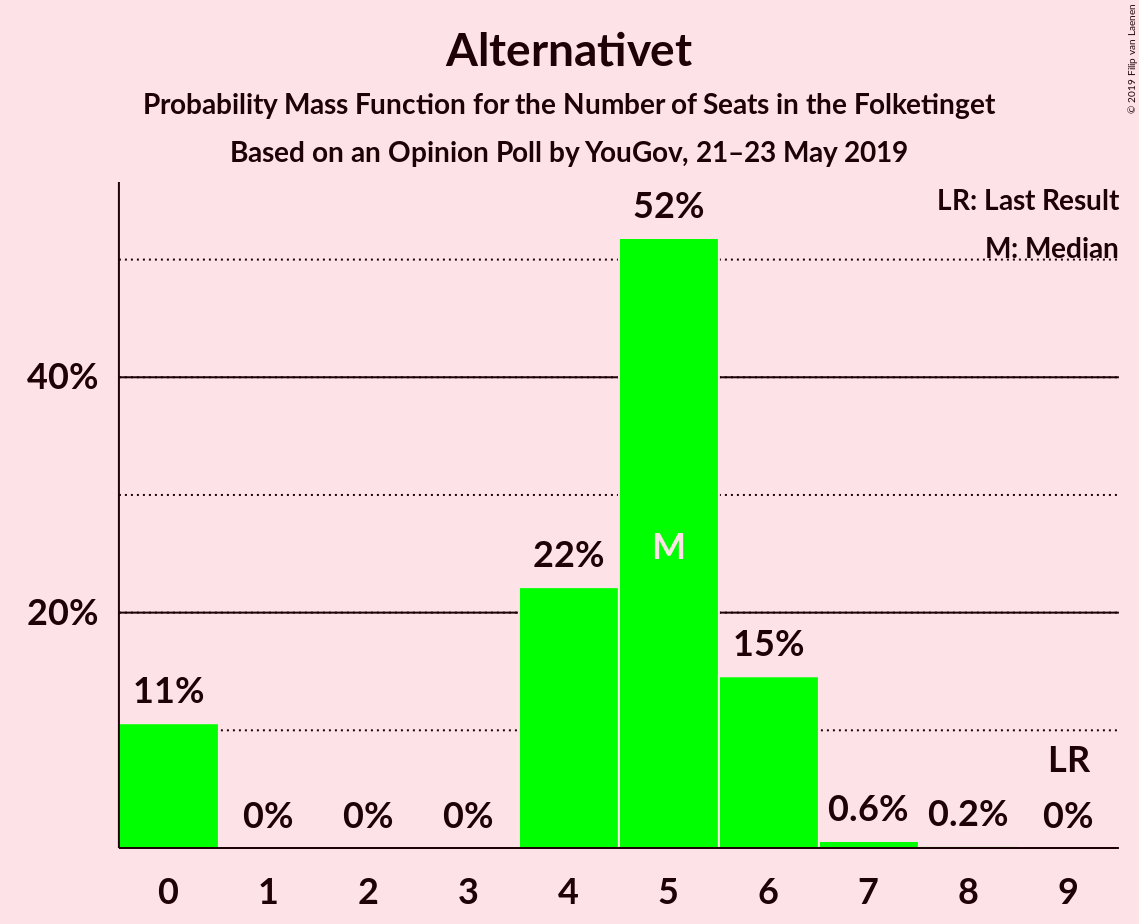 Alternativet
Probability Mass Function for the Number of Seats in the Folketinget
Based on an Opinion Poll by YouGov, 21–23 May 2019
© 2019 Filip van Laenen
LR: Last Result
M: Median
52%
40%
M
22%
20%
15%
11%
LR
0% 0% 0% 0.6% 0.2% 0%
0 1 2 3 4 5 6 7 8 9